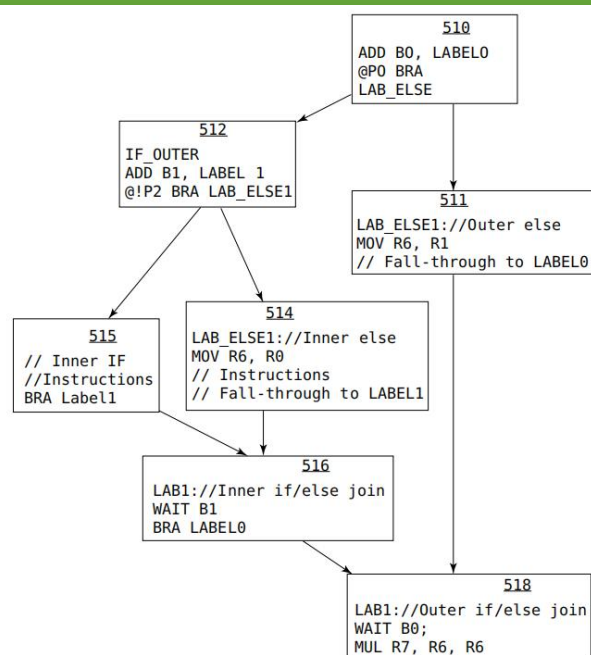 510
ADD BO, LABELO
@PO BRA
LAB_ELSE
512
IF_OUTER
ADD B1, LABEL 1
@!P2 BRA LAB_ELSE1
511
LAB_ELSE1://Outer else
MOV R6, R1
// Fall-through to LABEL0
515
// Inner IF
//Instructions
BRA Label1
514
LAB_ELSE1://Inner else
MOV R6, R0
// Instructions
// Fall-through to LABEL1
516
LAB1://Inner if/else join
WAIT B1
BRA LABEL0
518
LAB1://Outer if/else join
WAIT B0;
MUL R7, R6, R6